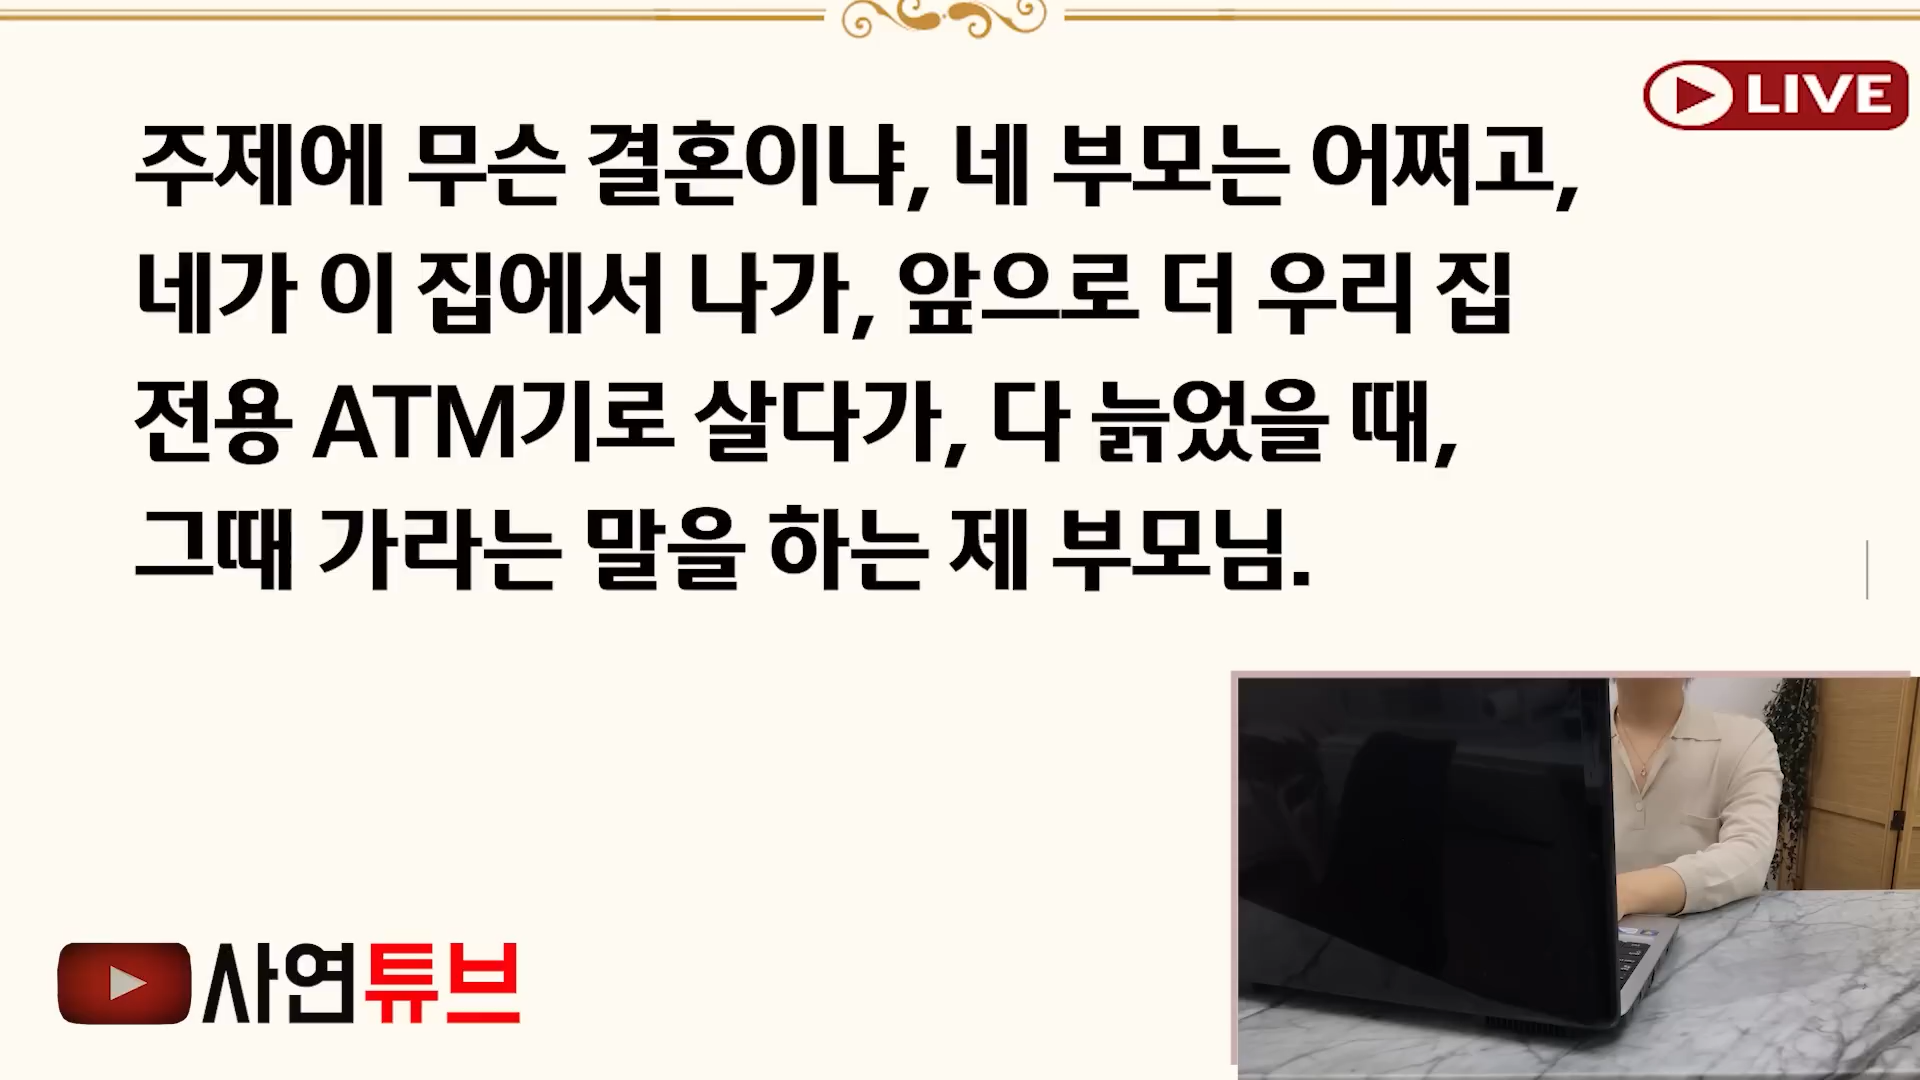 LIVE
주제에 무슨 결혼이냐, 네 부모는 어쩌고,
네가 이 집에서 나가, 앞으로 더 우리 집
전용 ATM기로 살다가, 다 늙었을 때,
그때 가라는 말을 하는 제 부모님.
사연튜브